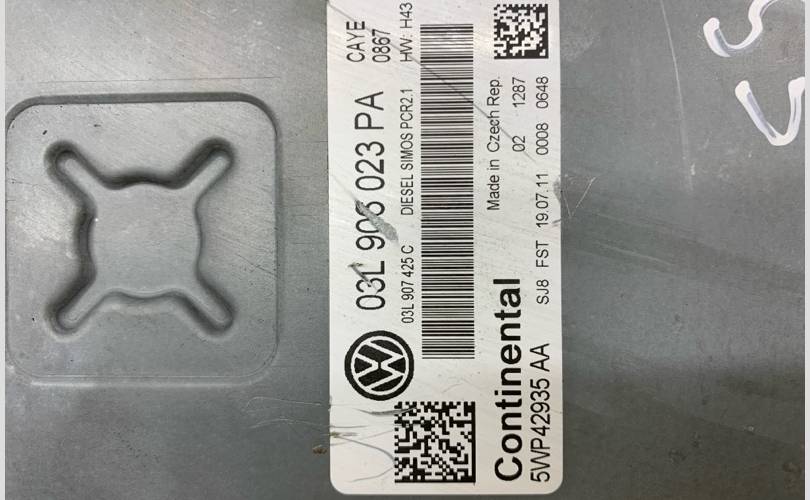 03L 906 023 PA CAYE
0867
03L 907 425 C DIESEL SIMOS PCR2.1 HW: H43
Made in Czech Rep.
Continental 02 1287
5WP42935 AA SJ8 FST 19.07.11 0008 0648